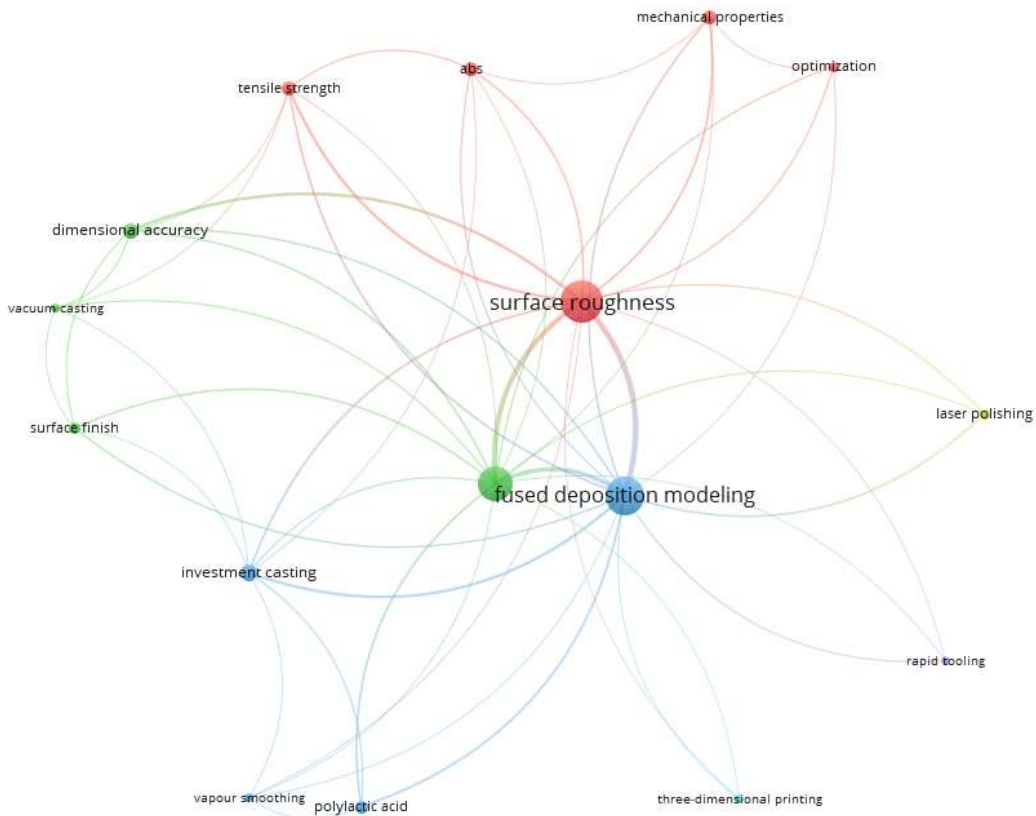 mechanical properties
abs
optimization
tensile strength
dimensional accuracy
surface roughness
vacuum casting
laser polishing
surface finish
fused deposition modeling
investment casting
rapid tooling
vapour smoothing
polylactic acid
three-dimensional printing